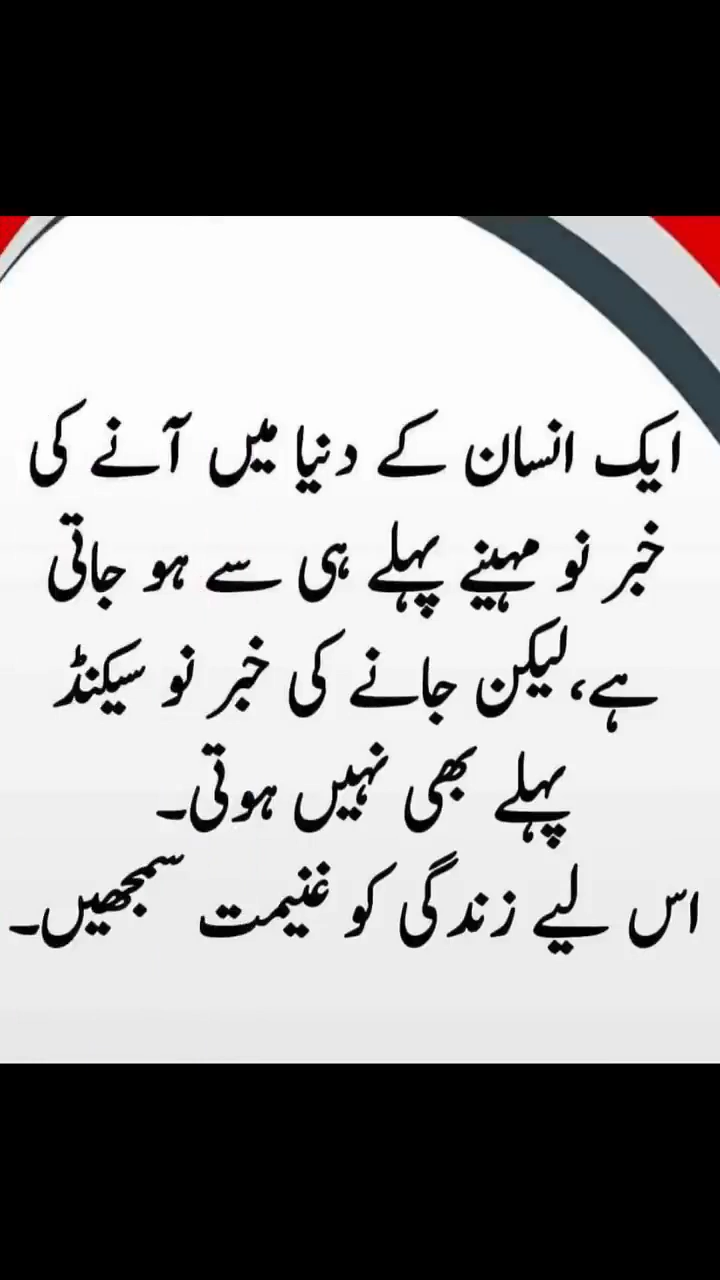 ایک انسان کے دنیا میں آنے کی
خبر نو مہینے پہلے ہی سے ہو جاتی
ہے، لیکن جانے کی خبر نو سیکنڈ
پہلے بھی نہیں ہوتی۔
اس لیے زندگی کو غنیمت سمجھیں۔